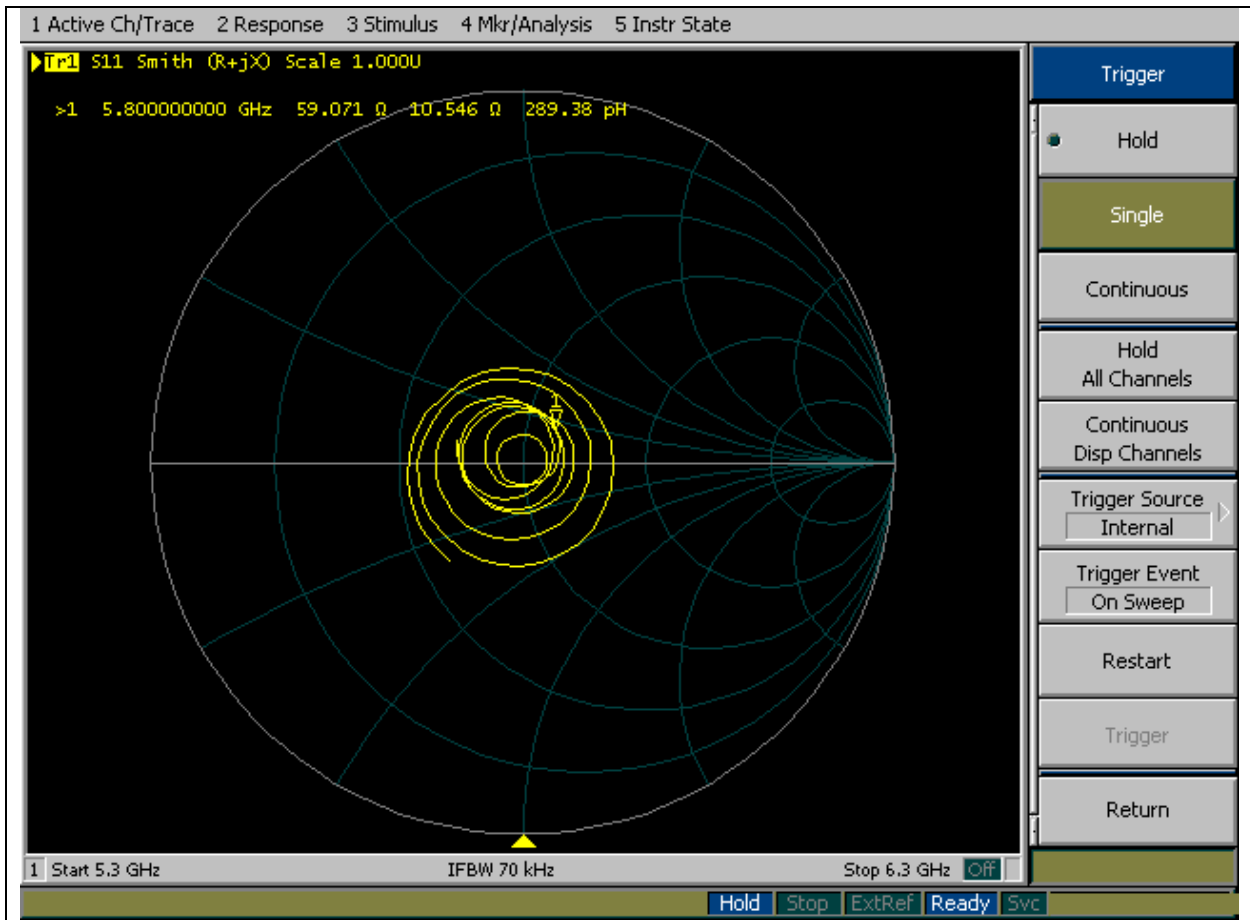 1 Active Ch/Trace 2 Response 3 Stimulus 4 Mkr/Analysis 5 Instr State
Tr1 S11 Smith (R+jX) Scale 1.000U
>1 5.800000000 GHz 59.071 Ω 10.546 Ω 289.38 pH
1
Trigger
Hold
Single
Continuous
Hold
All Channels
Continuous
Disp Channels
Trigger Source
Internal
Trigger Event
On Sweep
Restart
Trigger
Return
1 Start 5.3 GHz IFBW 70 kHz Stop 6.3 GHz Off
Hold Stop ExtRef Ready Svc